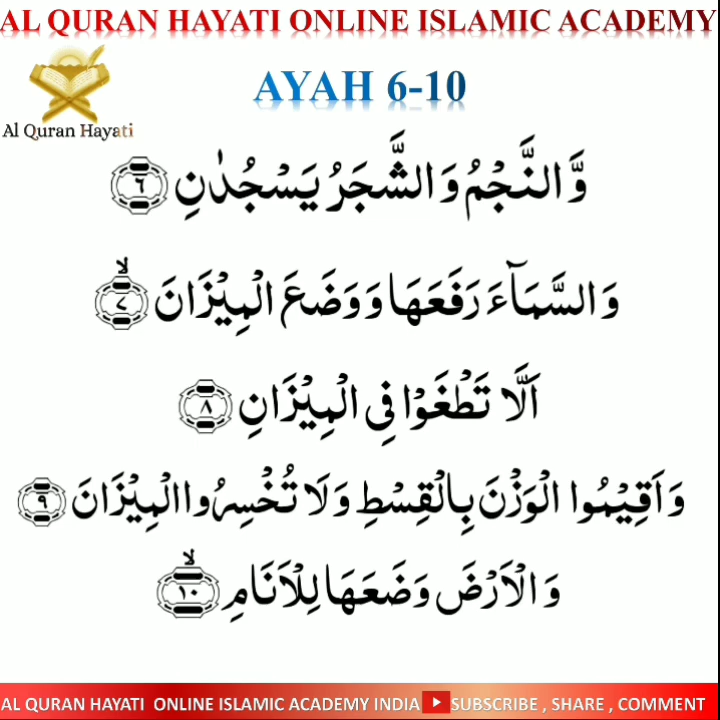 AL QURAN HAYATI ONLINE ISLAMIC ACADEMY
Al Quran Hayati
AYAH 6-10
وَّالنَّجْمُ وَالشَّجَرُ يَسْجُدٰنِ ۝٦
وَالسَّمَآءَ رَفَعَهَا وَوَضَعَ الْمِيْزَانَ ۝٧ۙ
اَلَّا تَطْغَوْا فِى الْمِيْزَانِ ۝٨
وَاَقِيْمُوا الْوَزْنَ بِالْقِسْطِ وَلَا تُخْسِرُوا الْمِيْزَانَ ۝٩
وَالْاَرْضَ وَضَعَهَا لِلْاَنَامِ ۝١٠ۙ
AL QURAN HAYATI ONLINE ISLAMIC ACADEMY INDIA SUBSCRIBE , SHARE , COMMENT